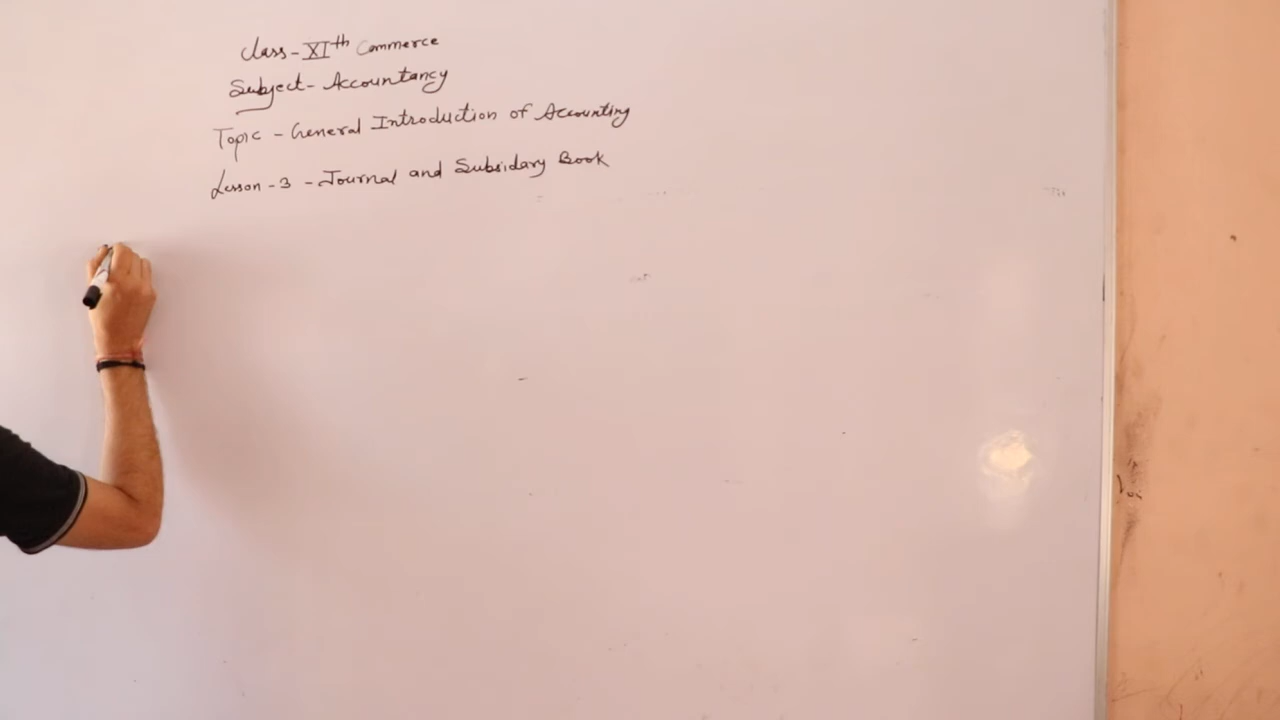 Class - XIth Commerce
Subject - Accountancy
Topic - General Introduction of Accounting
Lesson - 3 - Journal and Subsidary Book